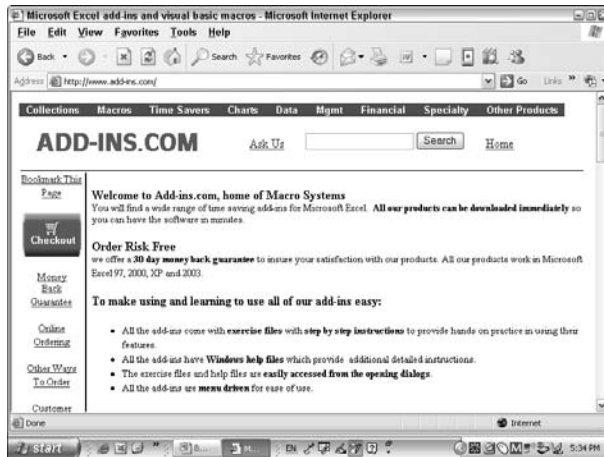 Microsoft Excel add-ins and visual basic macros - Microsoft Internet Explorer
File Edit View Favorites Tools Help
Back Search Favorites
Address http://www.add-ins.com/ Go Links »
Collections Macros Time Savers Charts Data Mgmt Financial Specialty Other Products
ADD-INS.COM Ask Us Search Home
Bookmark This
Page
Checkout
Money
Back
Guarantee
Online
Ordering
Other Ways
To Order
Customer
Welcome to Add-ins.com, home of Macro Systems
You will find a wide range of time saving add-ins for Microsoft Excel. All our products can be downloaded immediately so
you can have the software in minutes.
Order Risk Free
we offer a 30 day money back guarantee to insure your satisfaction with our products. All our products work in Microsoft
Excel 97, 2000, XP and 2003.
To make using and learning to use all of our add-ins easy:
• All the add-ins come with exercise files with step by step instructions to provide hands on practice in using their
features.
• All the add-ins have Windows help files which provide additional detailed instructions.
• The exercise files and help files are easily accessed from the opening dialogs.
• All the add-ins are menu driven for ease of use.
Done Internet
start » B... M... EN 5:34 PM